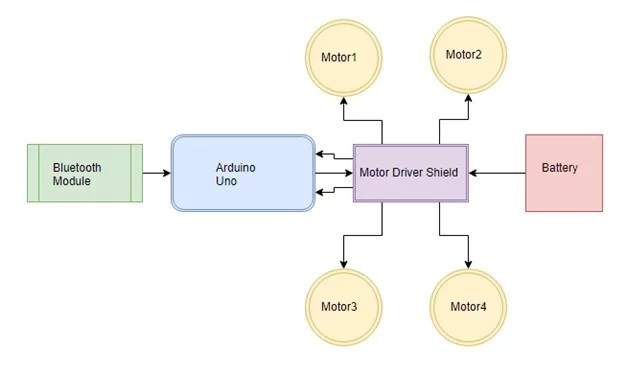 Motor1
Motor2
Bluetooth
Module
Arduino
Uno
Motor Driver Shield
Battery
Motor3
Motor4